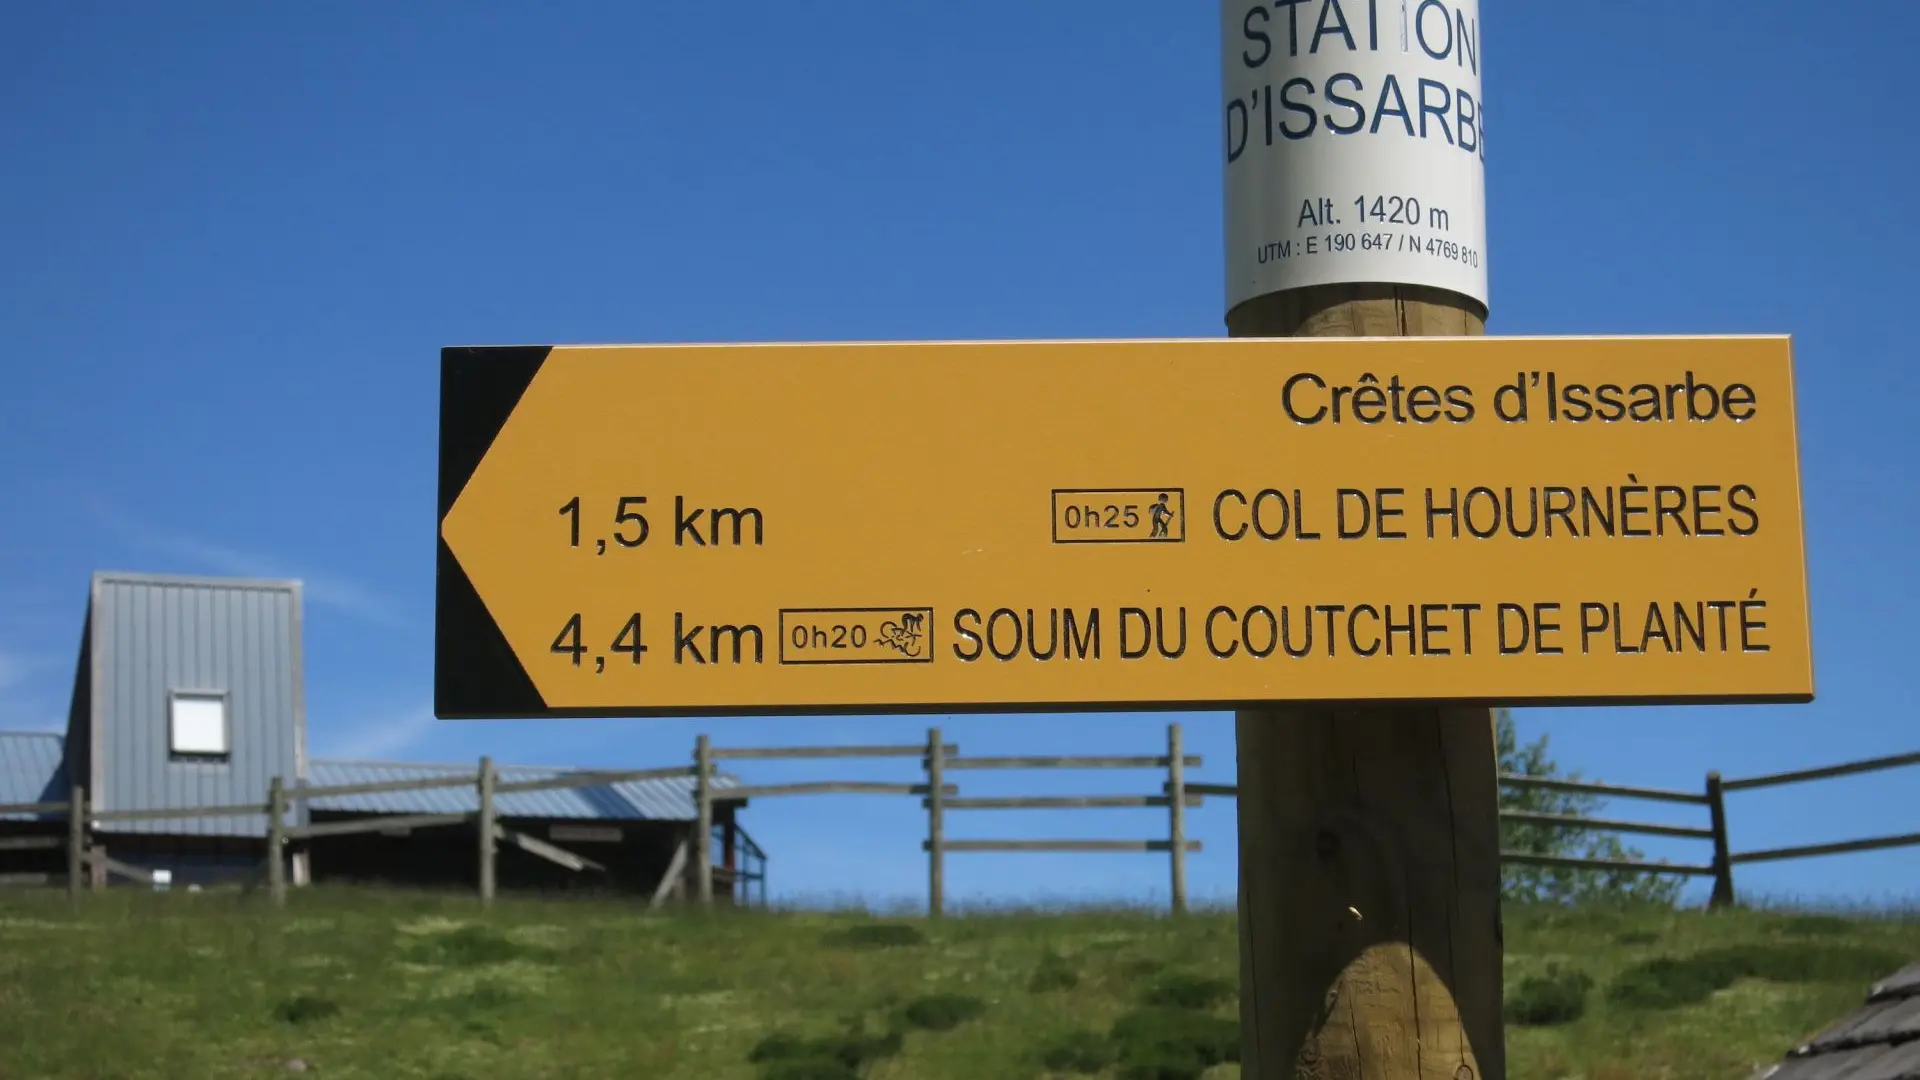 STATION
D'ISSARBE
Alt. 1420 m
UTM : E 190 647 / N 4769 810
Crêtes d'Issarbe
1,5 km 0h25 COL DE HOURNÈRES
4,4 km 0h20 SOUM DU COUTCHET DE PLANTÉ